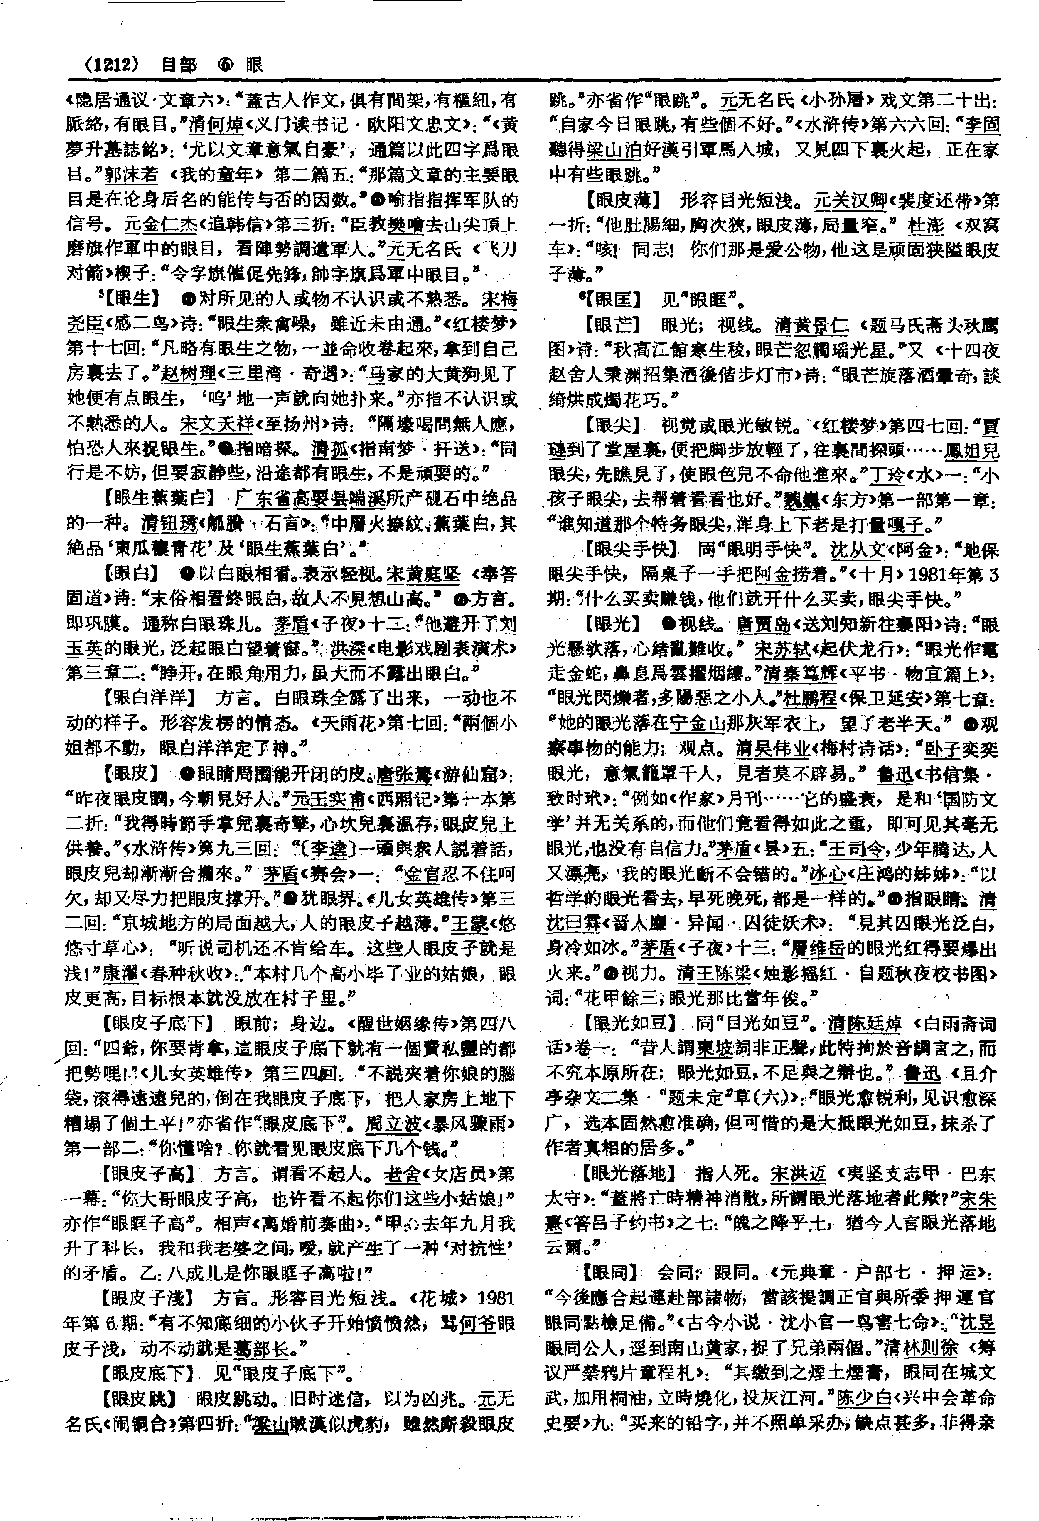 (1212) 目部 ⑥ 眼
《隐居通议·文章六》：“蓋古人作文，俱有間架，有樞紐，有
脈絡，有眼目。”清何焯《义门读书记·欧阳文忠文》：“《黄
夢升墓誌銘》：‘尤以文章意氣自豪’，通篇以此四字爲眼
目。”郭沫若《我的童年》第二篇五：“那篇文章的主要眼
目是在论身后名的能传与否的因数。”❸喻指指挥军队的
信号。元金仁杰《追韩信》第三折：“臣教樊噲去山尖頂上
磨旗作軍中的眼目，看陣勢調遣軍人。”元无名氏《飞刀
对箭》楔子：“令字旗催促先鋒，帥字旗爲軍中眼目。”
⁵【眼生】 ❶对所见的人或物不认识或不熟悉。宋梅
尧臣《感二鸟》诗：“眼生衆禽噪，雖近未由通。”《红楼梦》
第十七回：“凡略有眼生之物，一並命收卷起來，拿到自己
房裏去了。”赵树理《三里湾·奇遇》：“马家的大黄狗见了
她便有点眼生，‘呜’地一声就向她扑来。”亦指不认识或
不熟悉的人。宋文天祥《至扬州》诗：“隔壕喝問無人應，
怕恐人來捉眼生。”❷指暗探。清孤《指南梦·扞送》：“同
行是不妨，但要寂静些，沿途都有眼生，不是頑耍的。”
【眼生蕉葉白】 广东省高要县端溪所产砚石中绝品
的一种。清钮琇《觚賸·石言》：“中層火捺紋、蕉葉白，其
絶品‘東瓜瓤青花’及‘眼生蕉葉白’。”
【眼白】 ❶以白眼相看。表示轻视。宋黄庭坚《奉答
固道》诗：“末俗相看終眼白，故人不見想山高。”❷方言。
即巩膜。通称白眼珠儿。茅盾《子夜》十二：“他避开了刘
玉英的眼光，泛起眼白望着窗。”洪深《电影戏剧表演术》
第三章二：“睁开，在眼角用力，虽大而不露出眼白。”
【眼白洋洋】 方言。白眼珠全露了出来，一动也不
动的样子。形容发楞的情态。《天雨花》第七回：“兩個小
姐都不動，眼白洋洋定了神。”
【眼皮】 ❶眼睛周围能开闭的皮。唐张鷟《游仙窟》：
“昨夜眼皮瞤，今朝見好人。”元王实甫《西厢记》第一本第
二折：“我得時節手掌兒裏奇擎，心坎兒裏温存，眼皮兒上
供養。”《水浒传》第九三回：“〔李逵〕一頭與衆人説着話，
眼皮兒却漸漸合攏來。”茅盾《赛会》一：“金官忍不住呵
欠，却又尽力把眼皮撑开。”❷犹眼界。《儿女英雄传》第三
二回：“京城地方的局面越大，人的眼皮子越薄。”王蒙《悠
悠寸草心》：“听说司机还不肯给车。这些人眼皮子就是
浅！”康濯《春种秋收》：“本村几个高小毕了业的姑娘，眼
皮更高，目标根本就没放在村子里。”
【眼皮子底下】 眼前；身边。《醒世姻缘传》第四八
回：“四爺，你要肯拿，這眼皮子底下就有一個賣私鹽的都
把勢哩！”《儿女英雄传》第三四回：“不説夾着你娘的腦
袋，滚得遠遠兒的，倒在我眼皮子底下，把人家房上地下
糟塌了個土平！”亦省作“眼皮底下”。周立波《暴风骤雨》
第一部二：“你懂啥？你就看见眼皮底下几个钱。”
【眼皮子高】 方言。谓看不起人。老舍《女店员》第
一幕：“你大哥眼皮子高，也许看不起你们这些小姑娘！”
亦作“眼眶子高”。相声《离婚前奏曲》：“甲：去年九月我
升了科长，我和我老婆之间，嗳，就产生了一种‘对抗性’
的矛盾。乙：八成儿是你眼眶子高啦！”
【眼皮子浅】 方言。形容目光短浅。《花城》1981
年第6期：“有不知底细的小伙子开始愤愤然，骂何爷眼
皮子浅，动不动就是葛部长。”
【眼皮底下】 见“眼皮子底下”。
【眼皮跳】 眼皮跳动。旧时迷信，以为凶兆。元无
名氏《闹铜台》第四折：“梁山賊漢似虎豹，雖然厮殺眼皮
跳。”亦省作“眼跳”。元无名氏《小孙屠》戏文第二十出：
“自家今日眼跳，有些個不好。”《水浒传》第六六回：“李固
聽得梁山泊好漢引軍馬入城，又見四下裏火起，正在家
中有些眼跳。”
【眼皮薄】 形容目光短浅。元关汉卿《裴度还带》第
一折：“他肚腸細，胸次狹，眼皮薄，局量窄。”杜澎《双窝
车》：“咳！同志！你们那是爱公物，他这是顽固狭隘眼皮
子薄。”
⁶【眼匡】 见“眼眶”。
【眼芒】 眼光；视线。清黄景仁《题马氏斋头秋鹰
图》诗：“秋高江館寒生稜，眼芒忽觸瑶光星。”又《十四夜
赵舍人秉渊招集洒後偕步灯市》诗：“眼芒旋落酒暈奇，談
綺烘成燭花巧。”
【眼尖】 视觉或眼光敏锐。《红楼梦》第四七回：“賈
璉到了堂屋裏，便把脚步放輕了，往裏間探頭……鳳姐兒
眼尖，先瞧見了，使眼色兒不命他進來。”丁玲《水》一：“小
孩子眼尖，去帮着看看也好。”魏巍《东方》第一部第一章：
“谁知道那个特务眼尖，浑身上下老是打量嘎子。”
【眼尖手快】 同“眼明手快”。沈从文《阿金》：“地保
眼尖手快，隔桌子一手把阿金捞着。”《十月》1981年第3
期：“什么买卖赚钱，他们就开什么买卖，眼尖手快。”
【眼光】 ❶视线。唐贾岛《送刘知新往襄阳》诗：“眼
光懸欲落，心緒亂難收。”宋苏轼《起伏龙行》：“眼光作電
走金蛇，鼻息爲雲擢烟縷。”清秦笃辉《平书·物宜篇上》：
“眼光閃爍者，多陽惡之小人。”杜鹏程《保卫延安》第七章：
“她的眼光落在宁金山那灰军衣上，望了老半天。”❷观
察事物的能力；观点。清吴伟业《梅村诗话》：“卧子奕奕
眼光，意氣籠罩千人，見者莫不辟易。”鲁迅《书信集·
致时玳》：“例如《作家》月刊……它的盛衰，是和‘国防文
学’并无关系的，而他们竟看得如此之重，即可见其毫无
眼光，也没有自信力。”茅盾《昙》五：“王司令，少年腾达，人
又漂亮，我的眼光断不会错的。”冰心《庄鸿的姊姊》：“以
哲学的眼光看去，早死晚死，都是一样的。”❸指眼睛。清
沈曰霖《晋人麈·异闻·囚徒妖术》：“見其囚眼光泛白，
身冷如冰。”茅盾《子夜》十三：“屠维岳的眼光红得要爆出
火来。”❹视力。清王陈梁《烛影摇红·自题秋夜校书图》
词：“花甲餘三，眼光那比當年俊。”
【眼光如豆】 同“目光如豆”。清陈廷焯《白雨斋词
话》卷一：“昔人謂東坡詞非正聲，此特拘於音調言之，而
不究本原所在；眼光如豆，不足與之辯也。”鲁迅《且介
亭杂文二集·“题未定”草（六）》：“眼光愈锐利，见识愈深
广，选本固然愈准确，但可惜的是大抵眼光如豆，抹杀了
作者真相的居多。”
【眼光落地】 指人死。宋洪迈《夷坚支志甲·巴东
太守》：“蓋將亡時精神消散，所謂眼光落地者此歟？”宋朱
熹《答吕子约书》之七：“魄之降乎土，猶今人言眼光落地
云爾。”
【眼同】 会同；跟同。《元典章·户部七·押运》：
“今後應合起運赴部諸物，當該提調正官與所委押運官
眼同點檢足備。”《古今小说·沈小官一鸟害七命》：“沈昱
眼同公人，逕到南山黄家，捉了兄弟兩個。”清林则徐《筹
议严禁鸦片章程札》：“其繳到之煙土煙膏，眼同在城文
武，加用桐油，立時燒化，投灰江河。”陈少白《兴中会革命
史要》九：“买来的铅字，并不照单采办，缺点甚多，非得亲